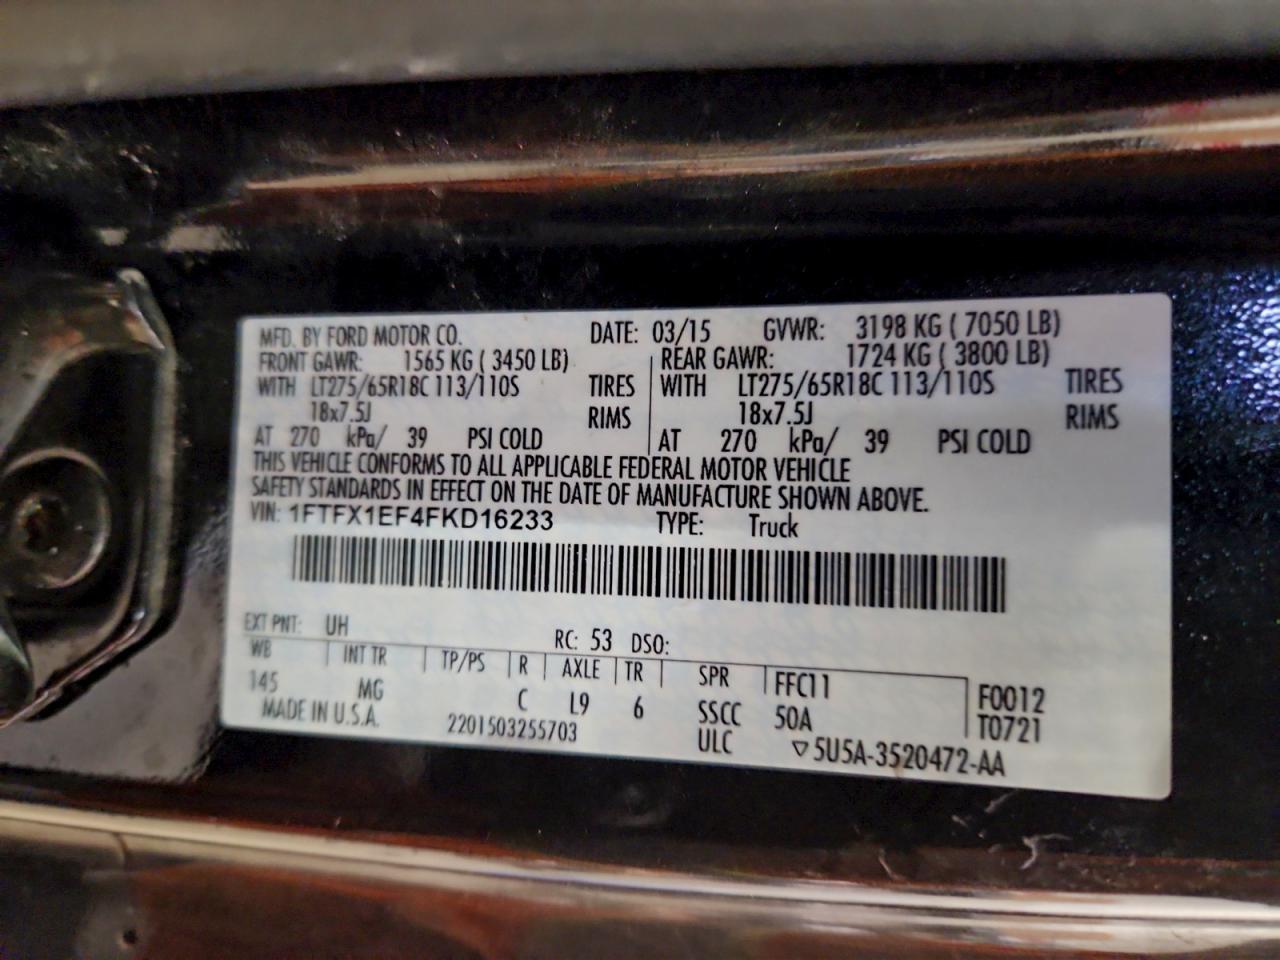 MFD. BY FORD MOTOR CO. DATE: 03/15 GVWR: 3198 KG ( 7050 LB)
FRONT GAWR: 1565 KG ( 3450 LB) REAR GAWR: 1724 KG ( 3800 LB)
WITH LT275/65R18C 113/110S TIRES WITH LT275/65R18C 113/110S TIRES
18x7.5J RIMS 18x7.5J RIMS
AT 270 kPa/ 39 PSI COLD AT 270 kPa/ 39 PSI COLD
THIS VEHICLE CONFORMS TO ALL APPLICABLE FEDERAL MOTOR VEHICLE
SAFETY STANDARDS IN EFFECT ON THE DATE OF MANUFACTURE SHOWN ABOVE.
VIN: 1FTFX1EF4FKD16233 TYPE: Truck
EXT PNT: UH RC: 53 DSO:
WB INT TR TP/PS R AXLE TR SPR FFC11 F0012
145 MG C L9 6 SSCC 50A T0721
MADE IN U.S.A. 2201503255703 ULC ▽5U5A-3520472-AA